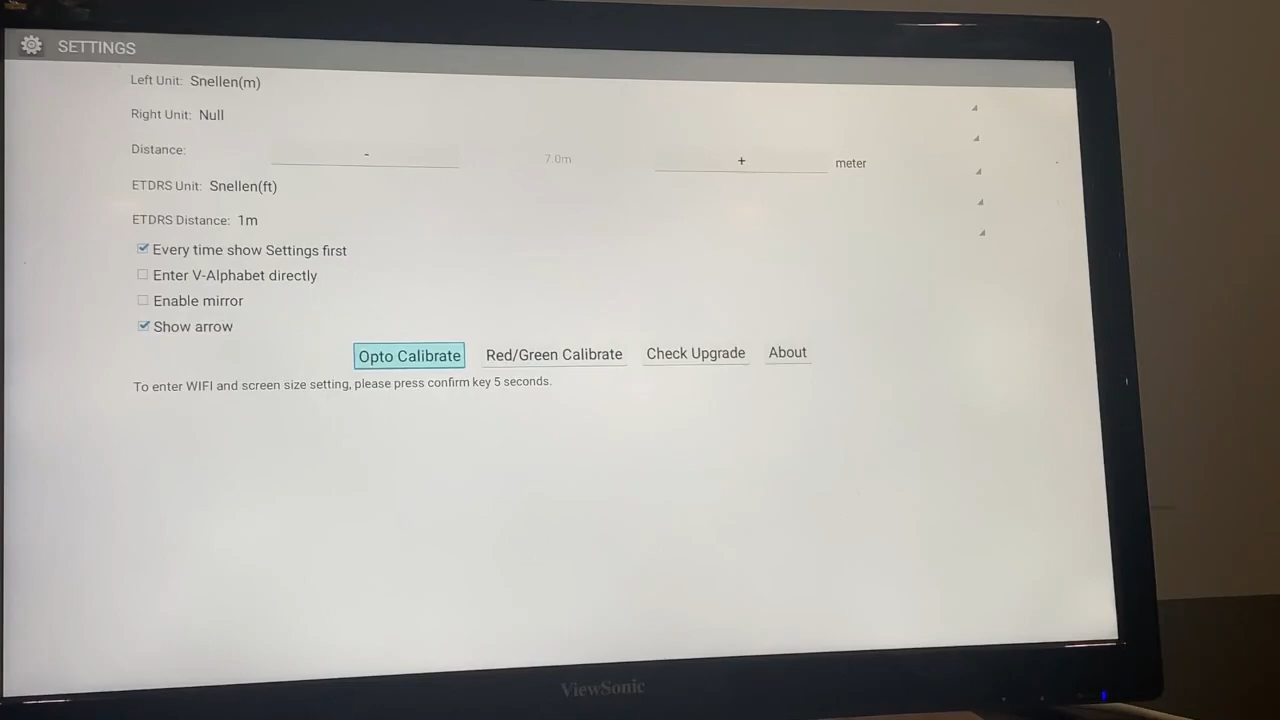 SETTINGS
Left Unit: Snellen(m)
Right Unit: Null
Distance: - 7.0m + meter
ETDRS Unit: Snellen(ft)
ETDRS Distance: 1m
Every time show Settings first
Enter V-Alphabet directly
Enable mirror
Show arrow
Opto Calibrate Red/Green Calibrate Check Upgrade About
To enter WIFI and screen size setting, please press confirm key 5 seconds.
ViewSonic